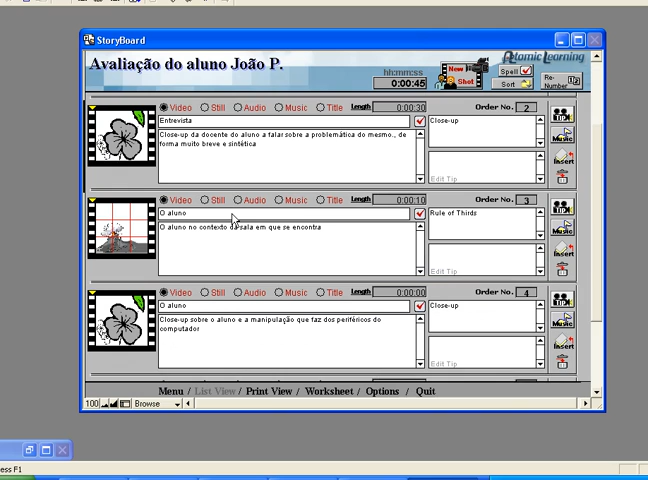 StoryBoard
Atomic Learning
Avaliação do aluno João P.
hh:mm:ss
0:00:45
New Shot
Spell
Sort
Re-Number
Video Still Audio Music Title Length 0:00:30 Order No. 2
Entrevista
Close-up
Close-up da docente do aluno a falar sobre a problemática do mesmo., de
forma muito breve e sintética
Edit Tip
Music
Insert
Video Still Audio Music Title Length 0:00:10 Order No. 3
O aluno
Rule of Thirds
O aluno no contexto da sala em que se encontra
Edit Tip
Music
Insert
Video Still Audio Music Title Length 0:00:00 Order No. 4
O aluno
Close-up
Close-up sobre o aluno e a manipulação que faz dos periféricos do
computador
Edit Tip
Music
Insert
Menu / List View / Print View / Worksheet / Options / Quit
100 Browse
ess F1